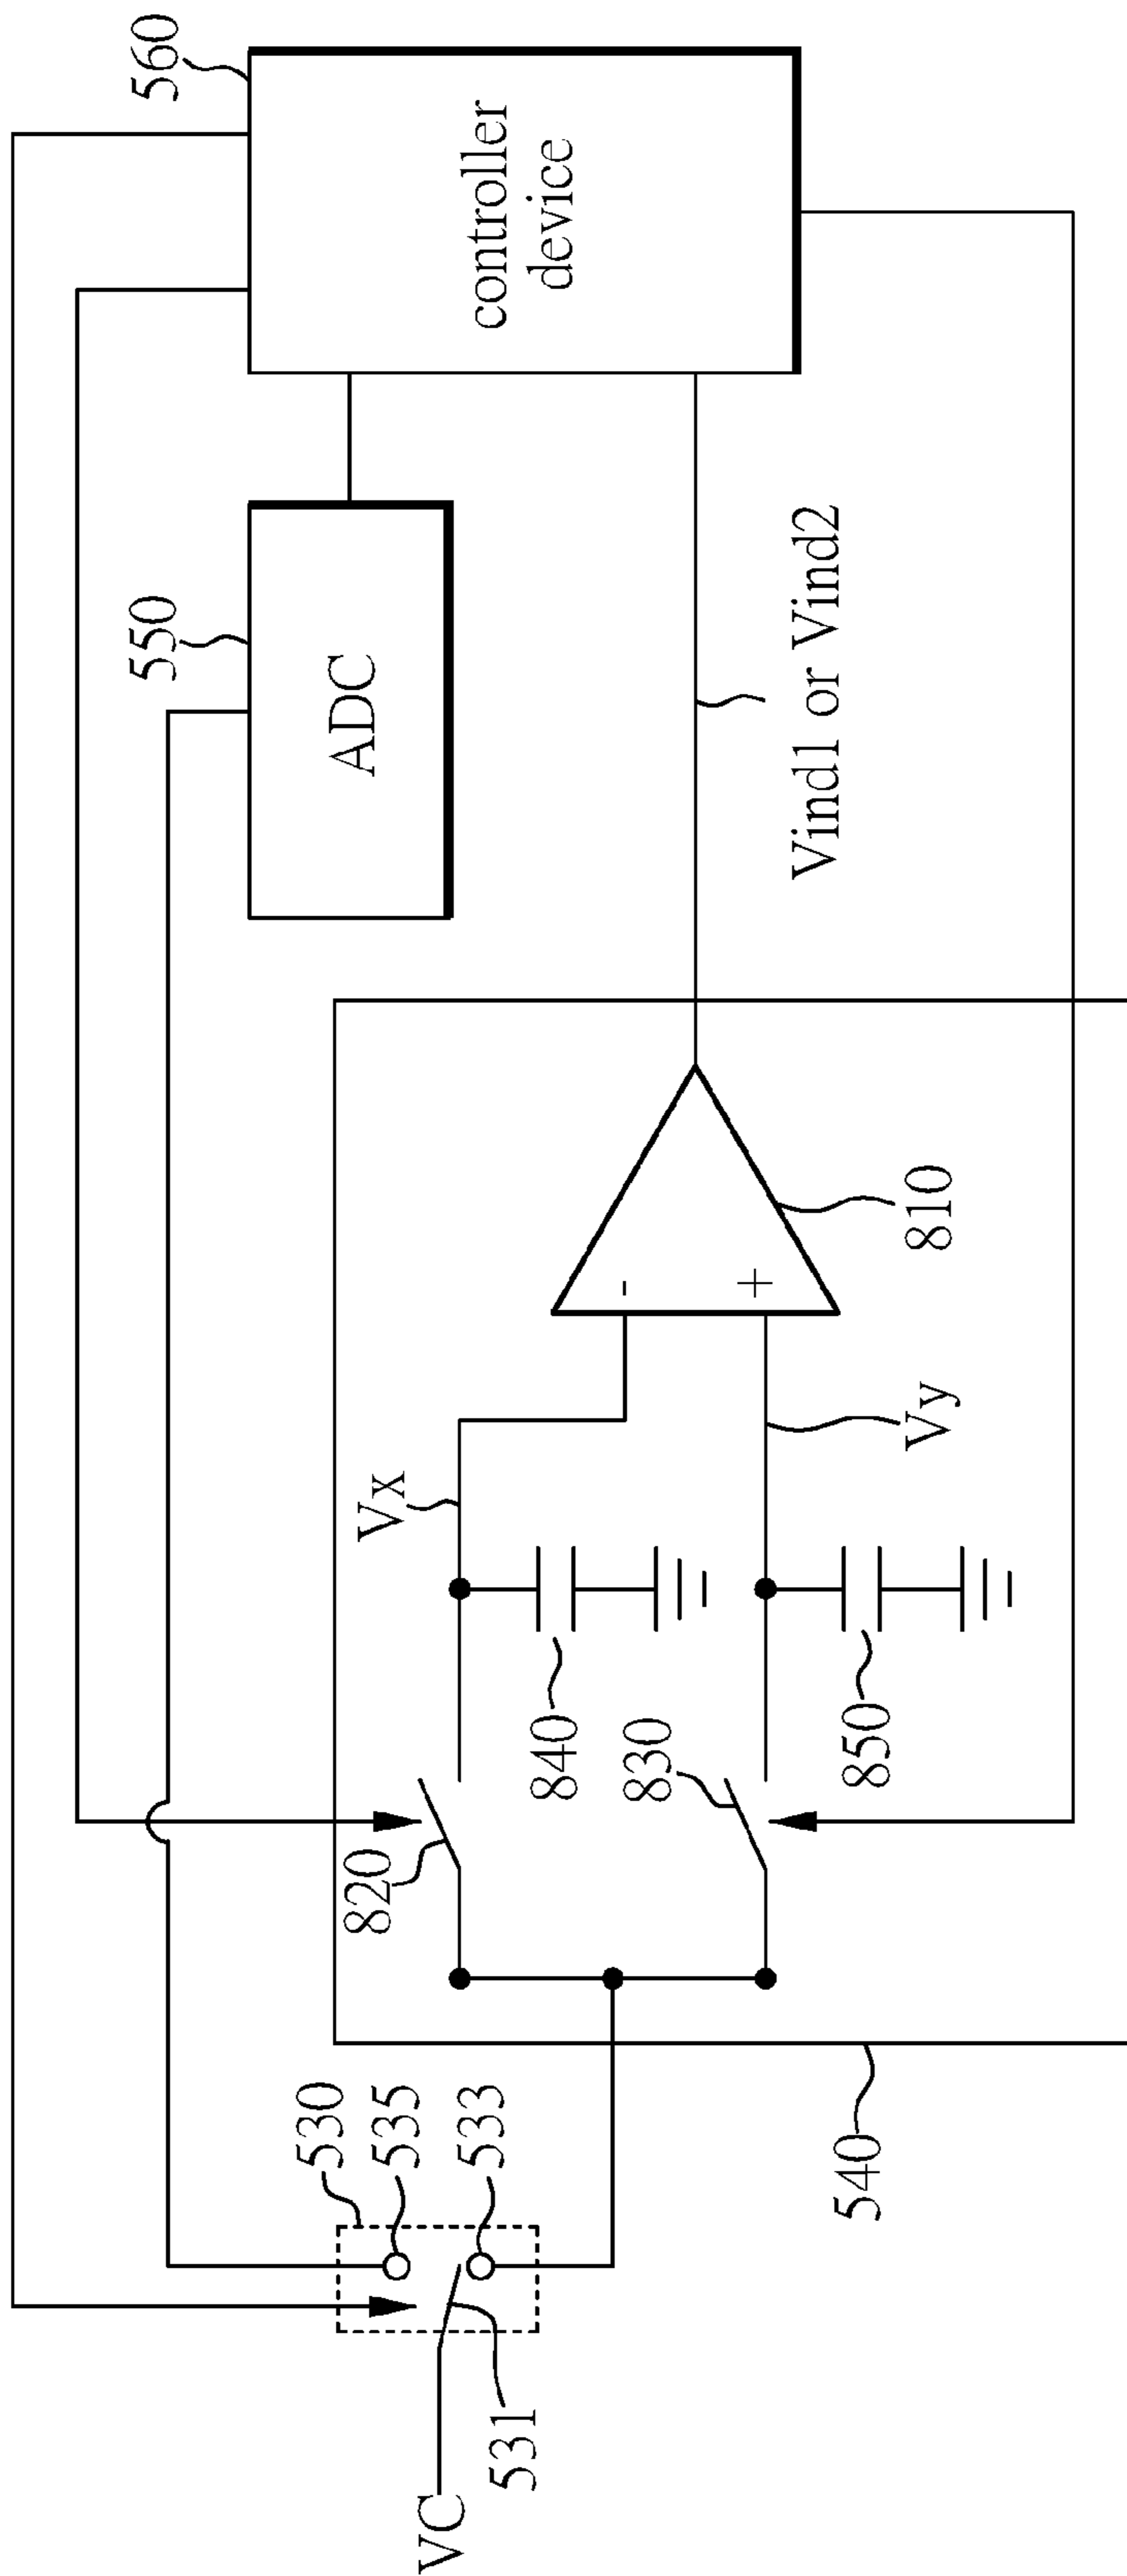 560
controller
device
550
ADC
Vind1 or Vind2
810
-
+
Vx
Vy
840
850
820
830
540
530
535
533
531
VC